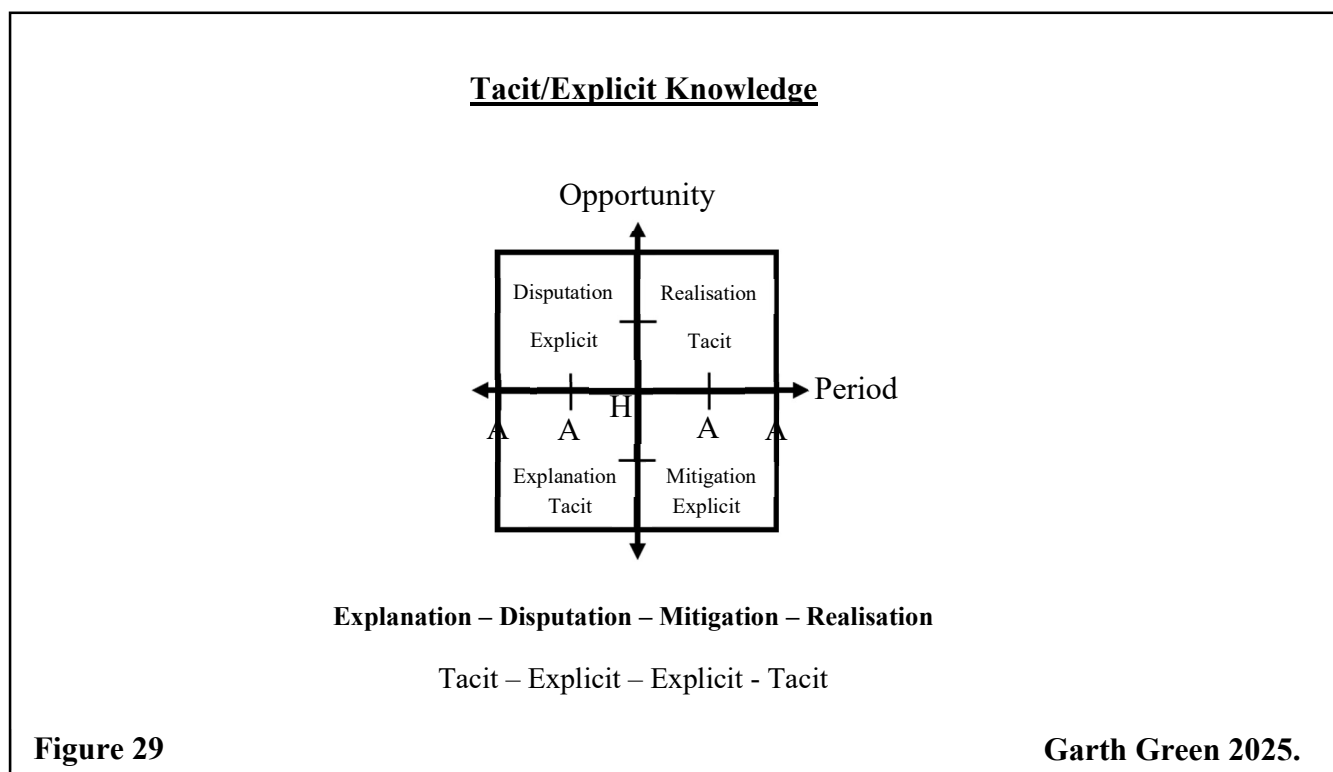 Tacit/Explicit Knowledge
Opportunity
Disputation Realisation
Explicit Tacit
Period
H
A A A A
Explanation Mitigation
Tacit Explicit
Explanation – Disputation – Mitigation – Realisation
Tacit – Explicit – Explicit - Tacit
Figure 29 Garth Green 2025.